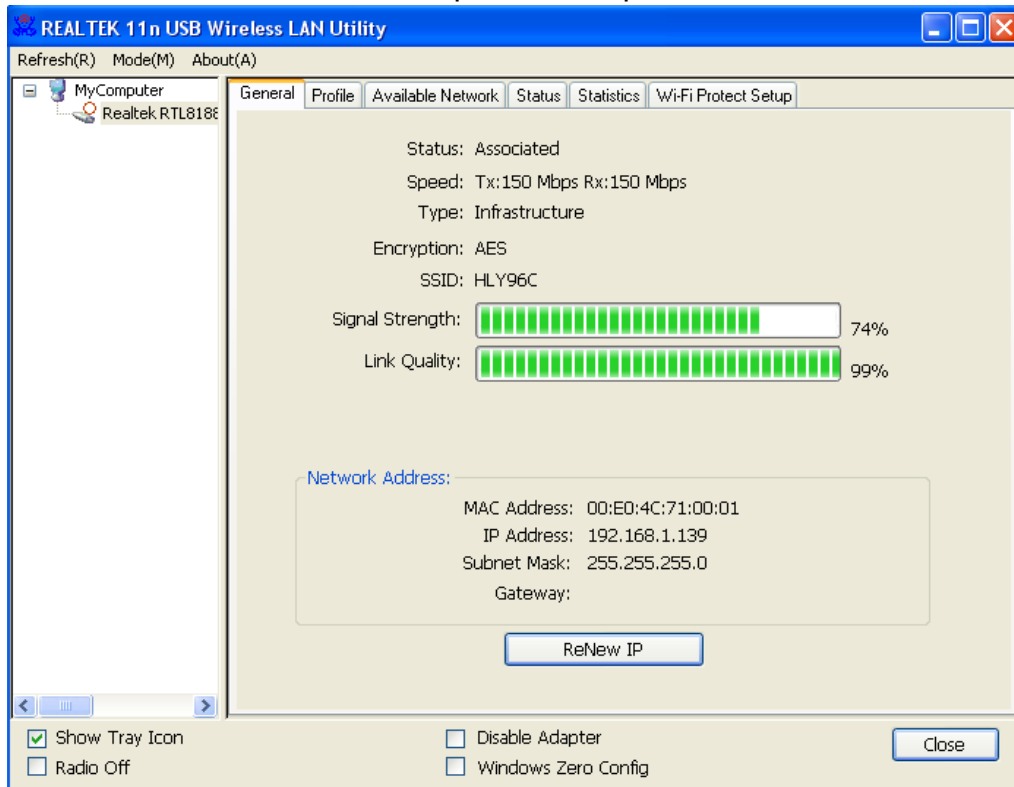 REALTEK 11n USB Wireless LAN Utility
Refresh(R) Mode(M) About(A)
MyComputer
Realtek RTL8188
General Profile Available Network Status Statistics Wi-Fi Protect Setup
Status: Associated
Speed: Tx:150 Mbps Rx:150 Mbps
Type: Infrastructure
Encryption: AES
SSID: HLY96C
Signal Strength: 74%
Link Quality: 99%
Network Address:
MAC Address: 00:E0:4C:71:00:01
IP Address: 192.168.1.139
Subnet Mask: 255.255.255.0
Gateway:
ReNew IP
Show Tray Icon
Radio Off
Disable Adapter
Windows Zero Config
Close